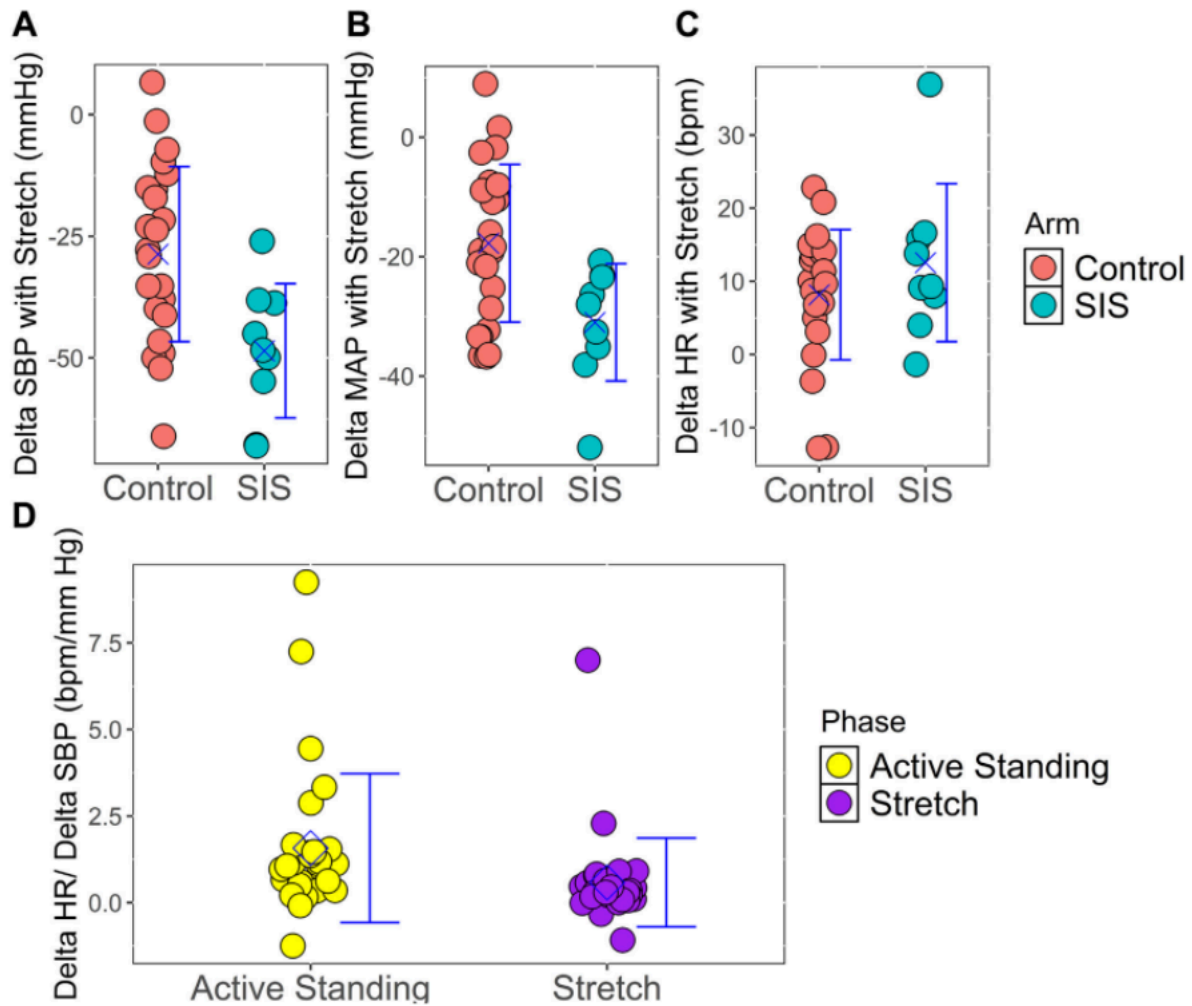 A
B
C
Delta SBP with Stretch (mmHg)
0
-25
-50
Control SIS
Delta MAP with Stretch (mmHg)
0
-20
-40
Control SIS
Delta HR with Stretch (bpm)
30
20
10
0
-10
Control SIS
Arm
Control
SIS
D
Delta HR/ Delta SBP (bpm/mm Hg)
7.5
5.0
2.5
0.0
Active Standing Stretch
Phase
Active Standing
Stretch